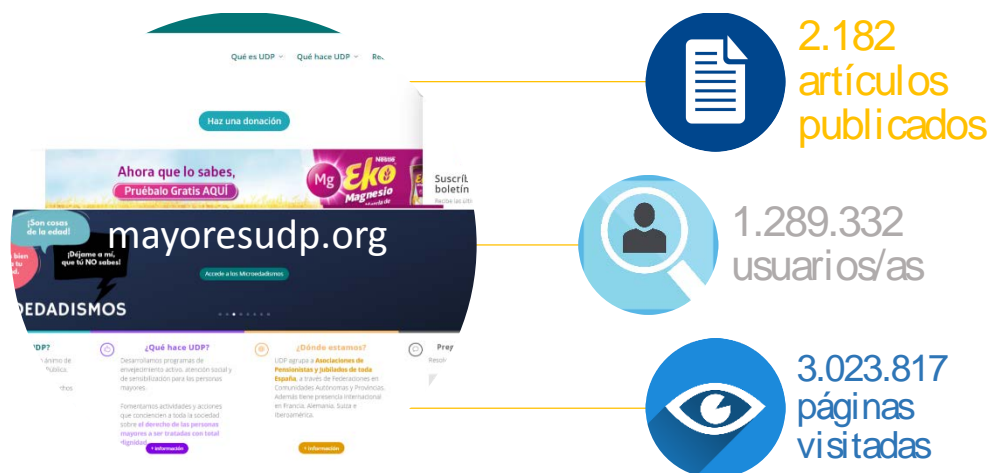 Qué es UDP
Qué hace UDP
Haz una donación
Ahora que lo sabes,
Pruébalo Gratis AQUÍ
Mg
Nestlé
Eko
Magnesio
Mezcla de
boletín
¡Son cosas
de la edad!
mayoresudp.org
¡Déjame a mí,
que tú NO sabes!
Accede a los Microedadismos
¿Qué hace UDP?
Desarrollamos programas de
envejecimiento activo, atención social y
de sensibilización para las personas
mayores.
Fomentamos actividades y acciones
que conciencien a toda la sociedad
sobre el derecho de las personas
mayores a ser tratadas con total
dignidad
+ información
¿Dónde estamos?
UDP agrupa a Asociaciones de
Pensionistas y Jubilados de toda
España, a través de Federaciones en
Comunidades Autónomas y Provincias.
Además tiene presencia internacional
en Francia, Alemania, Suiza e
Iberoamérica.
+ información
2.182
artículos
publicados
1.289.332
usuarios/as
3.023.817
páginas
visitadas